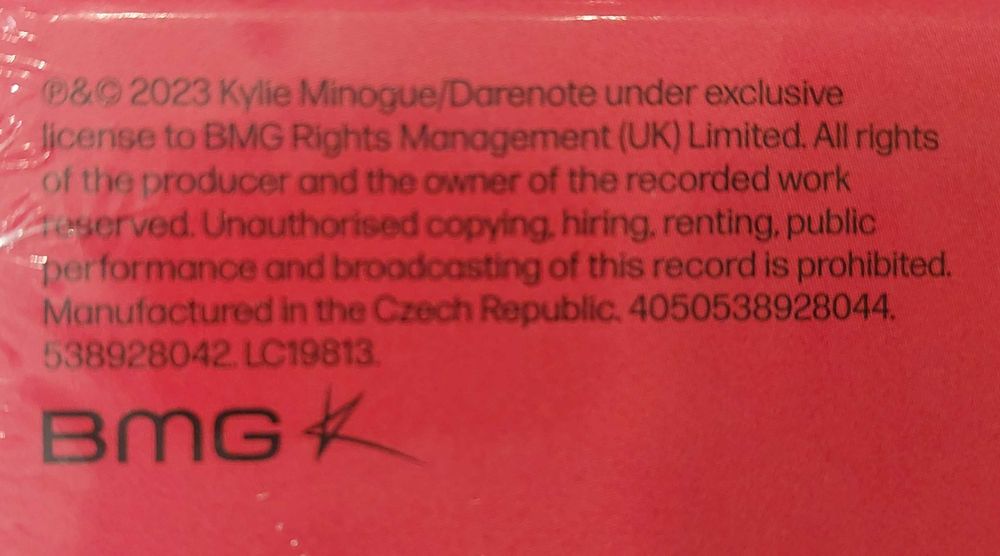 ℗&© 2023 Kylie Minogue/Darenote under exclusive
license to BMG Rights Management (UK) Limited. All rights
of the producer and the owner of the recorded work
reserved. Unauthorised copying, hiring, renting, public
performance and broadcasting of this record is prohibited.
Manufactured in the Czech Republic. 4050538928044.
538928042. LC19813.
BMG K